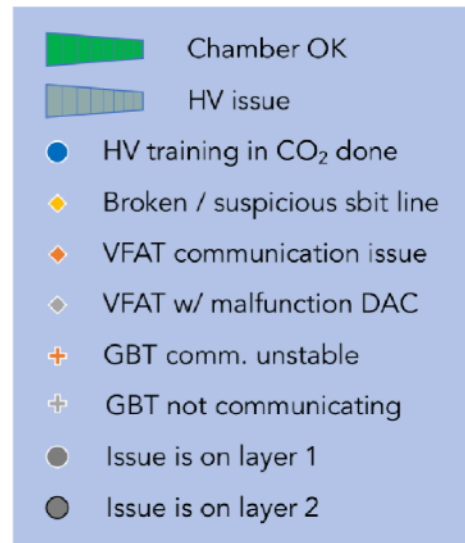 Chamber OK
HV issue
HV training in CO₂ done
Broken / suspicious sbit line
VFAT communication issue
VFAT w/ malfunction DAC
GBT comm. unstable
GBT not communicating
Issue is on layer 1
Issue is on layer 2